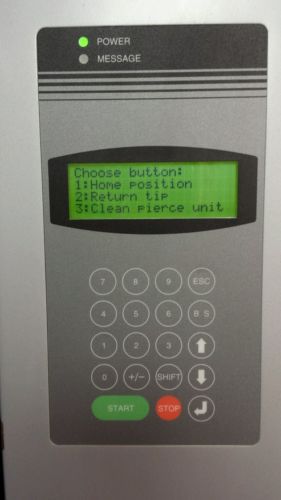 POWER
MESSAGE
Choose button:
1:Home position
2:Return tip
3:Clean pierce unit
7 8 9 ESC
4 5 6 B S
1 2 3
0 +/− SHIFT
START STOP